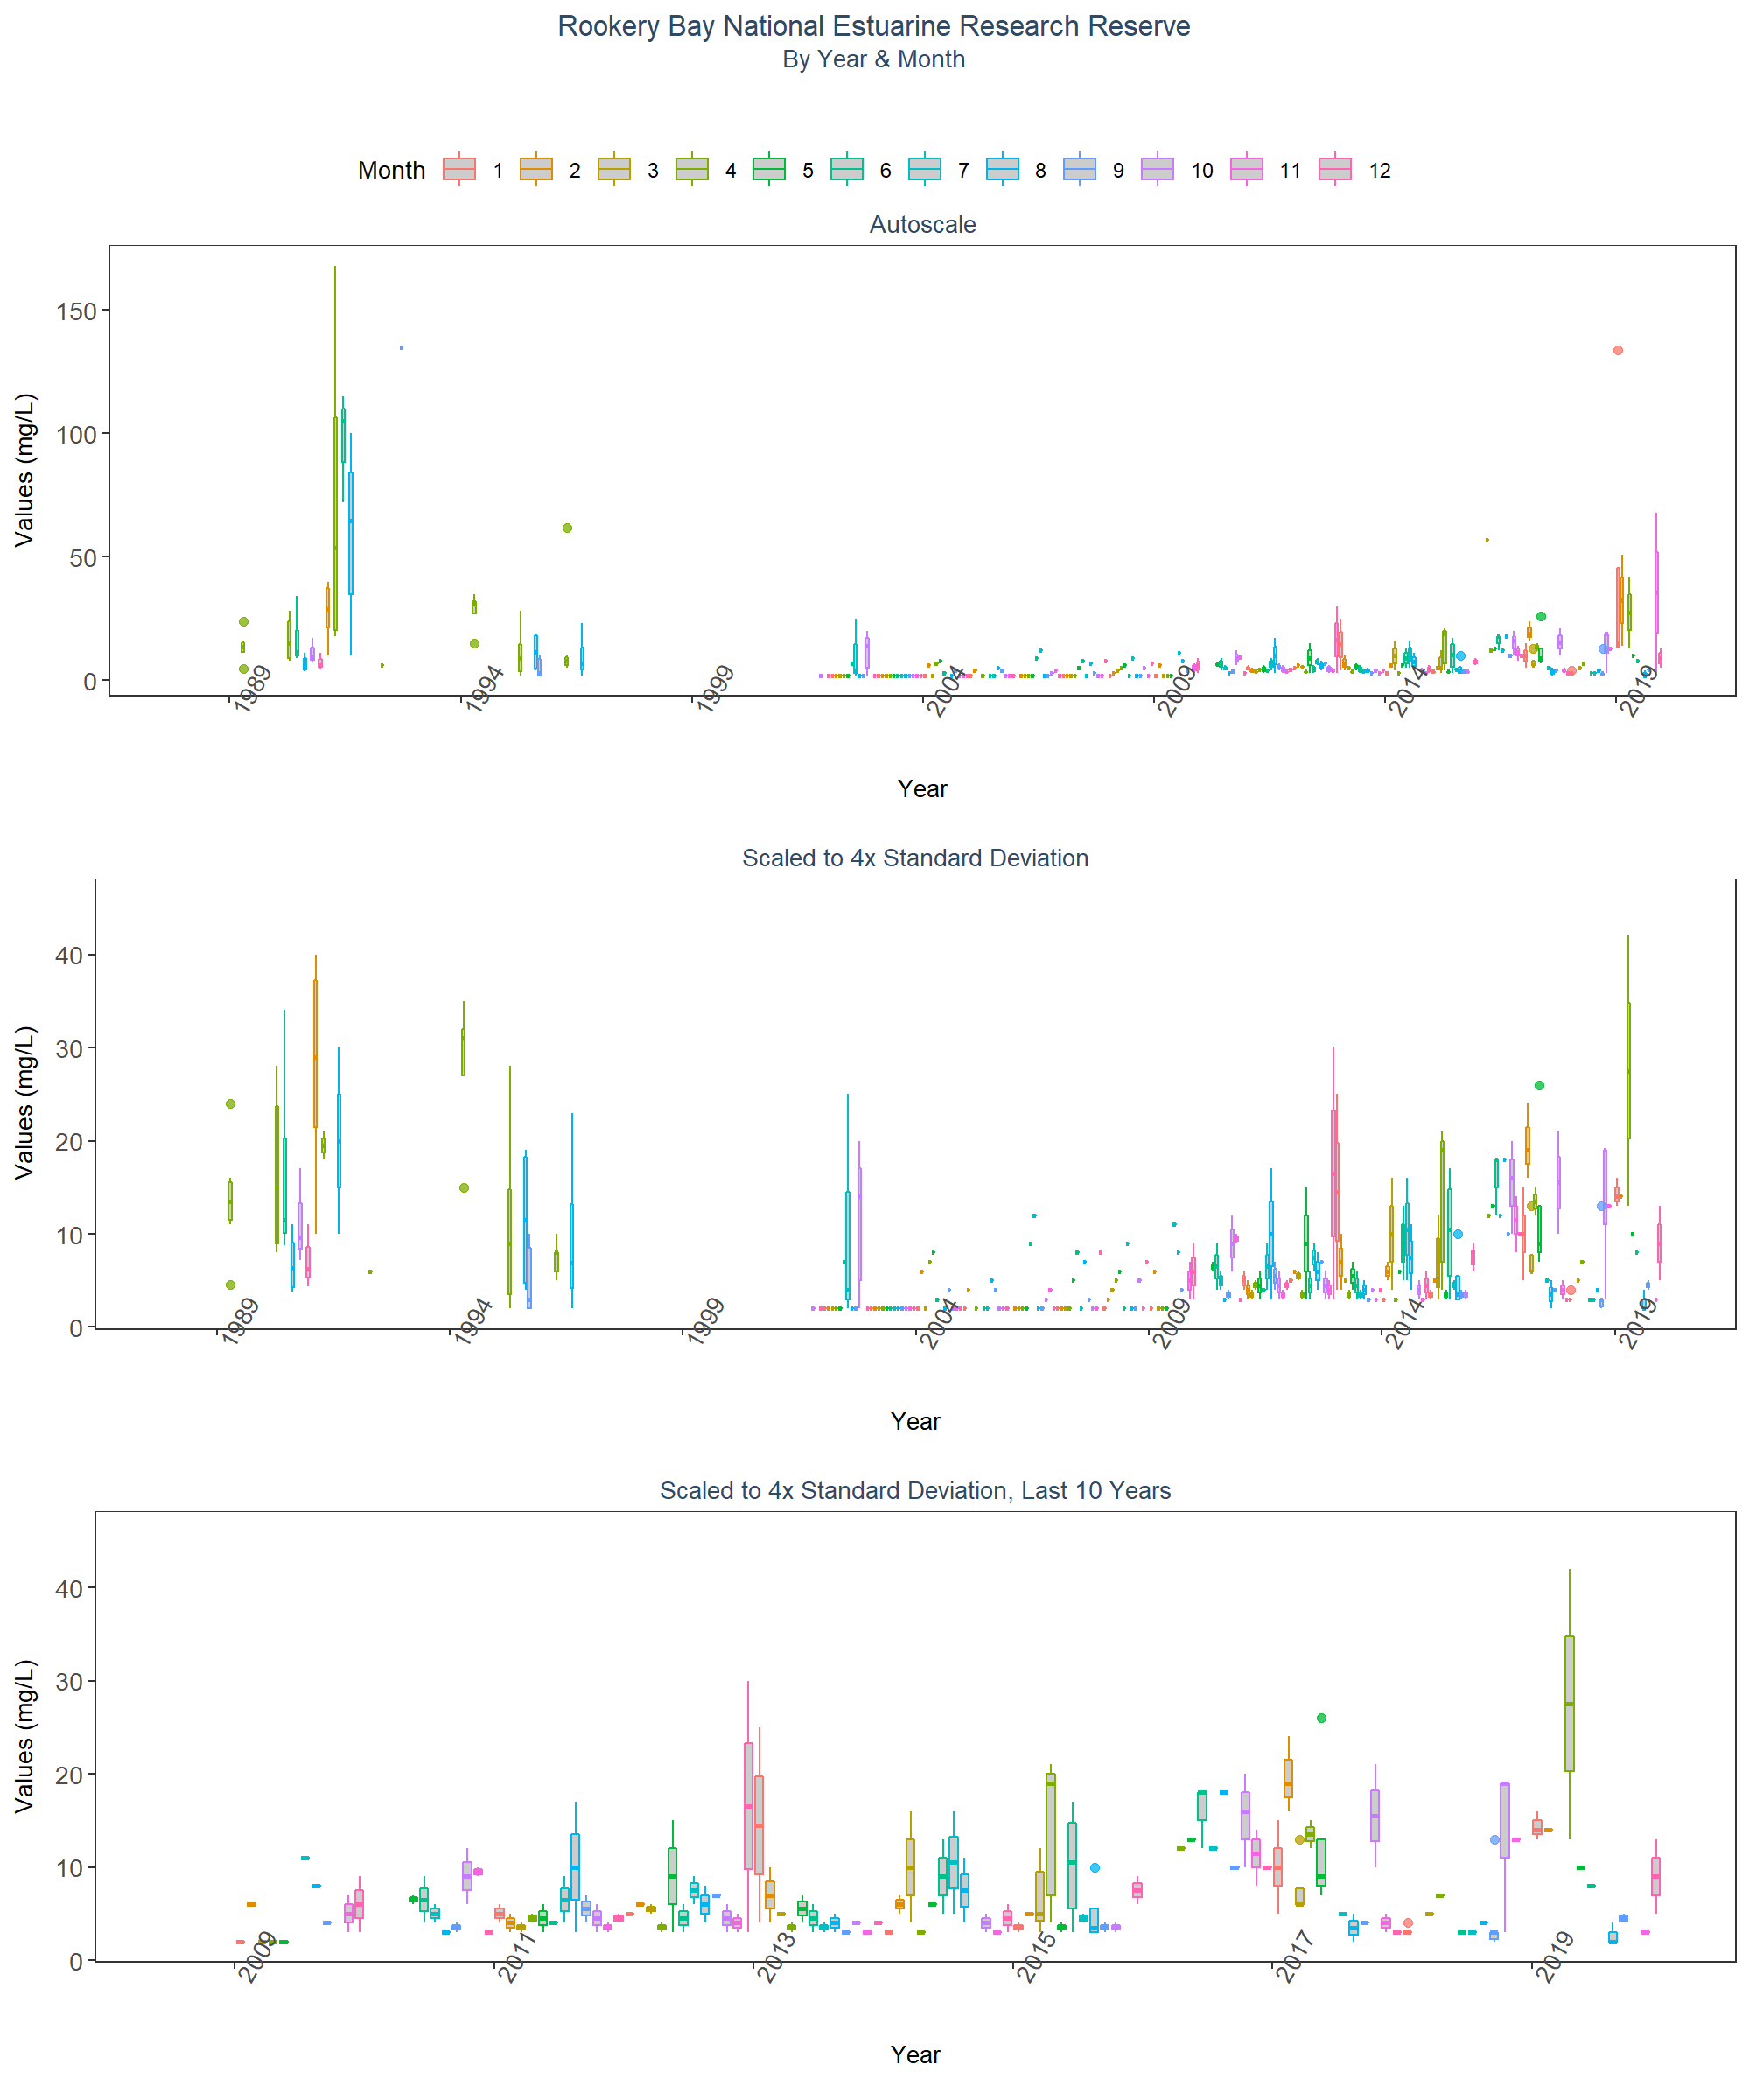 Rookery Bay National Estuarine Research Reserve
By Year & Month
Month 1 2 3 4 5 6 7 8 9 10 11 12
Autoscale
Values (mg/L)
150
100
50
0
1989 1994 1999 2004 2009 2014 2019
Year
Scaled to 4x Standard Deviation
Values (mg/L)
40
30
20
10
0
1989 1994 1999 2004 2009 2014 2019
Year
Scaled to 4x Standard Deviation, Last 10 Years
Values (mg/L)
40
30
20
10
0
2009 2011 2013 2015 2017 2019
Year